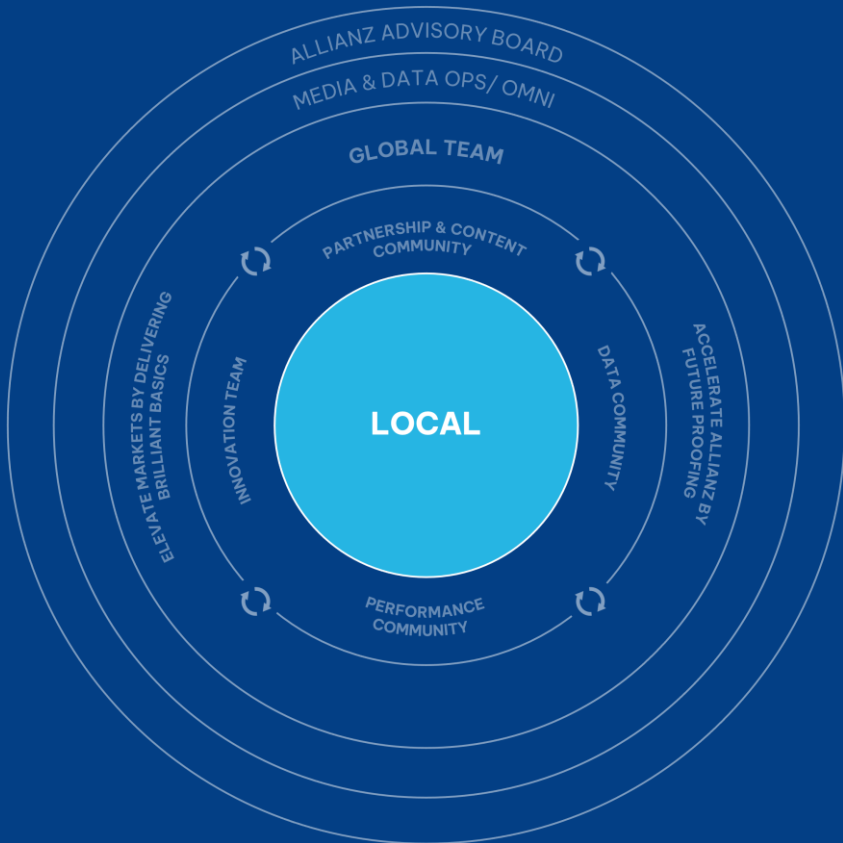 ALLIANZ ADVISORY BOARD
MEDIA & DATA OPS/ OMNI
GLOBAL TEAM
PARTNERSHIP & CONTENT
COMMUNITY
ELEVATE MARKETS BY DELIVERING
BRILLIANT BASICS
INNOVATION TEAM
LOCAL
DATA COMMUNITY
ACCELERATE ALLIANZ BY
FUTURE PROOFING
PERFORMANCE
COMMUNITY